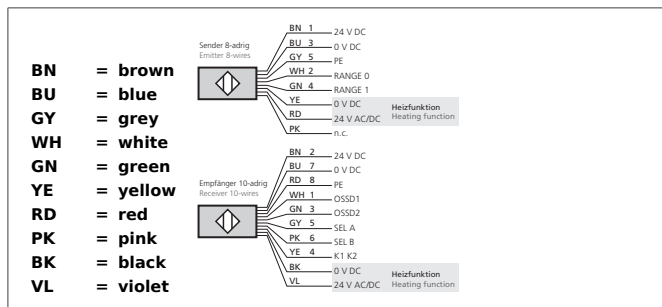 BN = brown
BU = blue
GY = grey
WH = white
GN = green
YE = yellow
RD = red
PK = pink
BK = black
VL = violet
Sender 8-adrig
Emitter 8-wires
BN 1 24 V DC
BU 3 0 V DC
GY 5 PE
WH 2 RANGE 0
GN 4 RANGE 1
YE 0 V DC
RD 24 V AC/DC
PK n.c.
Heizfunktion
Heating function
Empfänger 10-adrig
Receiver 10-wires
BN 2 24 V DC
BU 7 0 V DC
RD 8 PE
WH 1 OSSD1
GN 3 OSSD2
GY 5 SEL A
PK 6 SEL B
YE 4 K1 K2
BK 0 V DC
VL 24 V AC/DC
Heizfunktion
Heating function